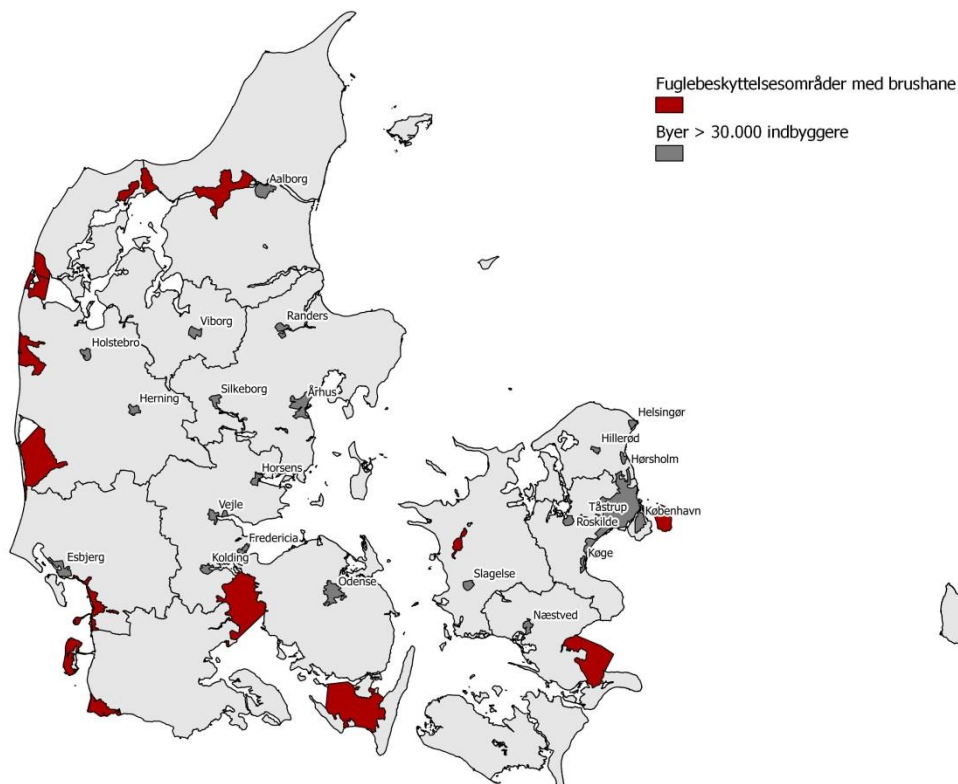 Fuglebeskyttelsesområder med brushane
Byer > 30.000 indbyggere
Aalborg
Viborg
Randers
Holstebro
Silkeborg
Århus
Herning
Helsingør
Hillerød
Hørsholm
Horsens
Tåstrup
København
Roskilde
Vejle
Fredericia
Køge
Esbjerg
Kolding
Odense
Slagelse
Næstved